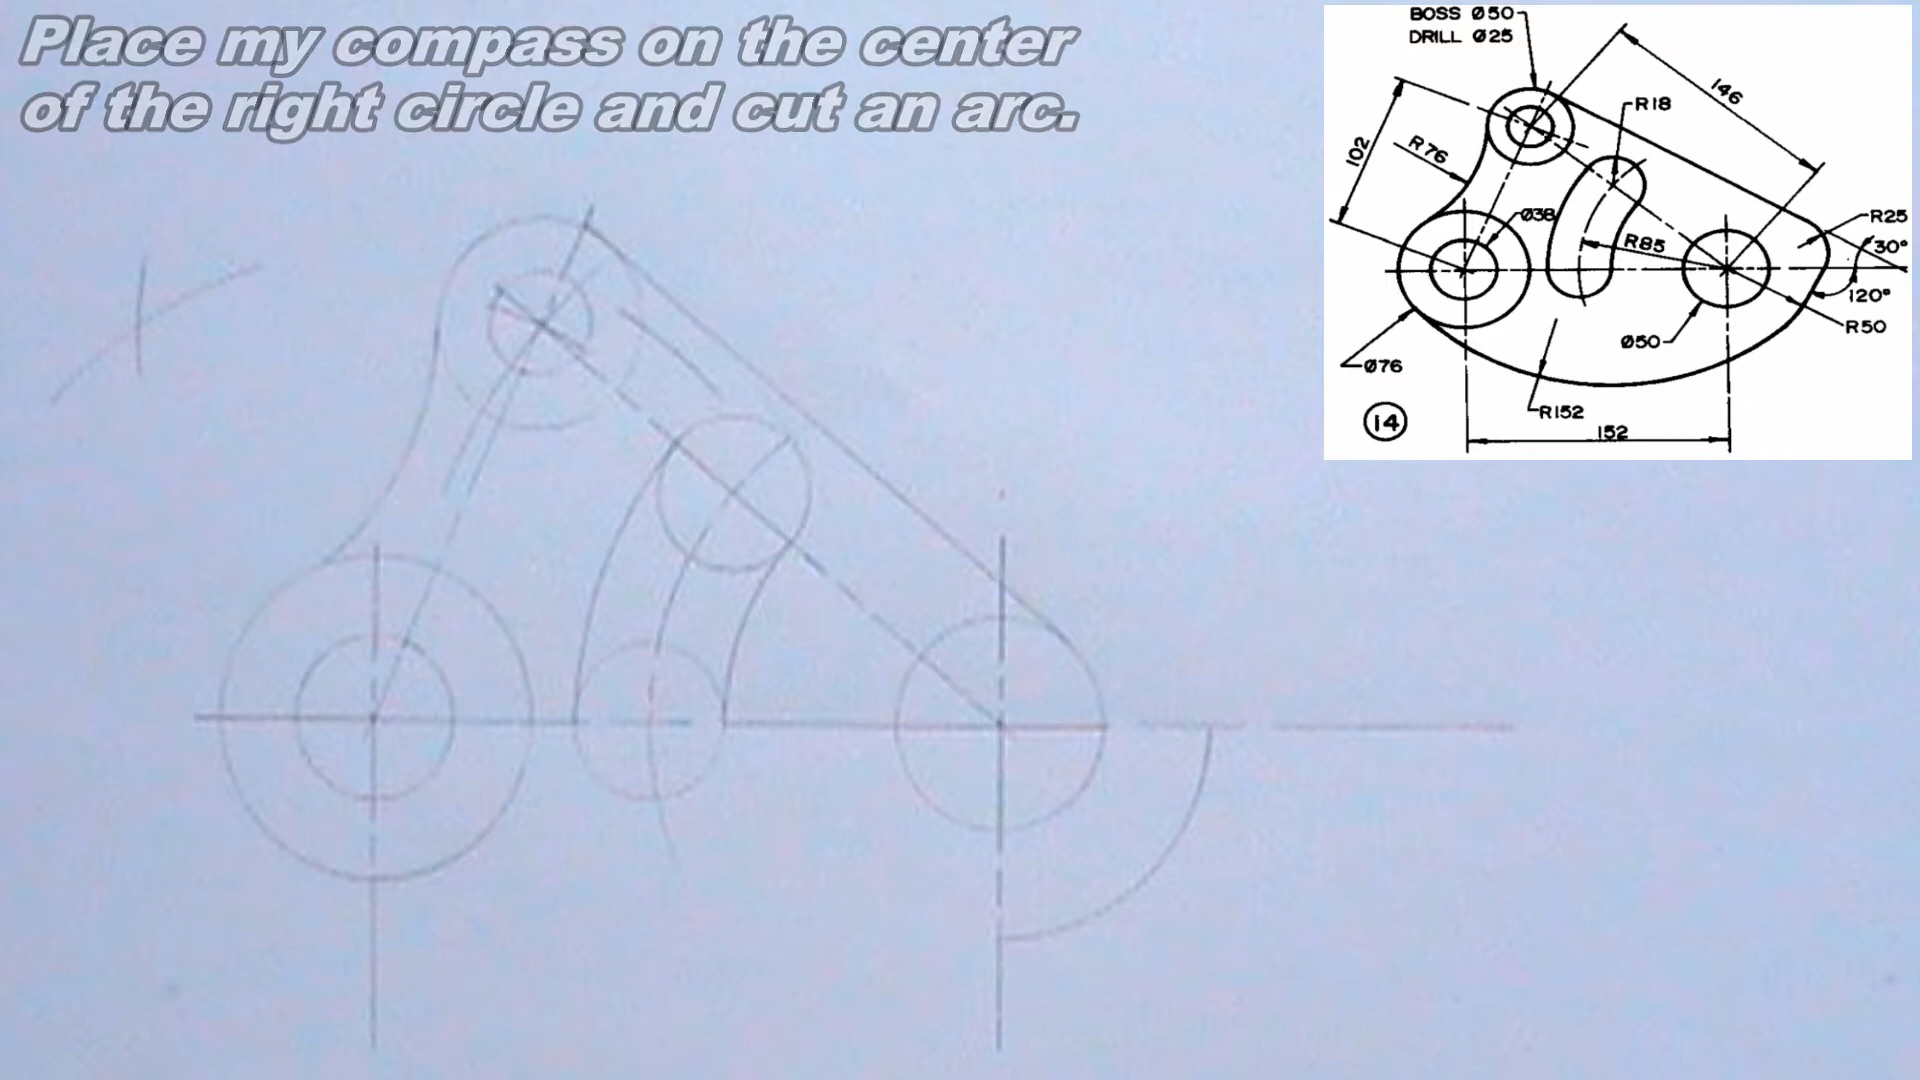 Place my compass on the center
of the right circle and cut an arc.
BOSS Ø50
DRILL Ø25
146
R18
102
R76
Ø38
R25
R85
30°
120°
Ø50
R50
Ø76
R152
14
152